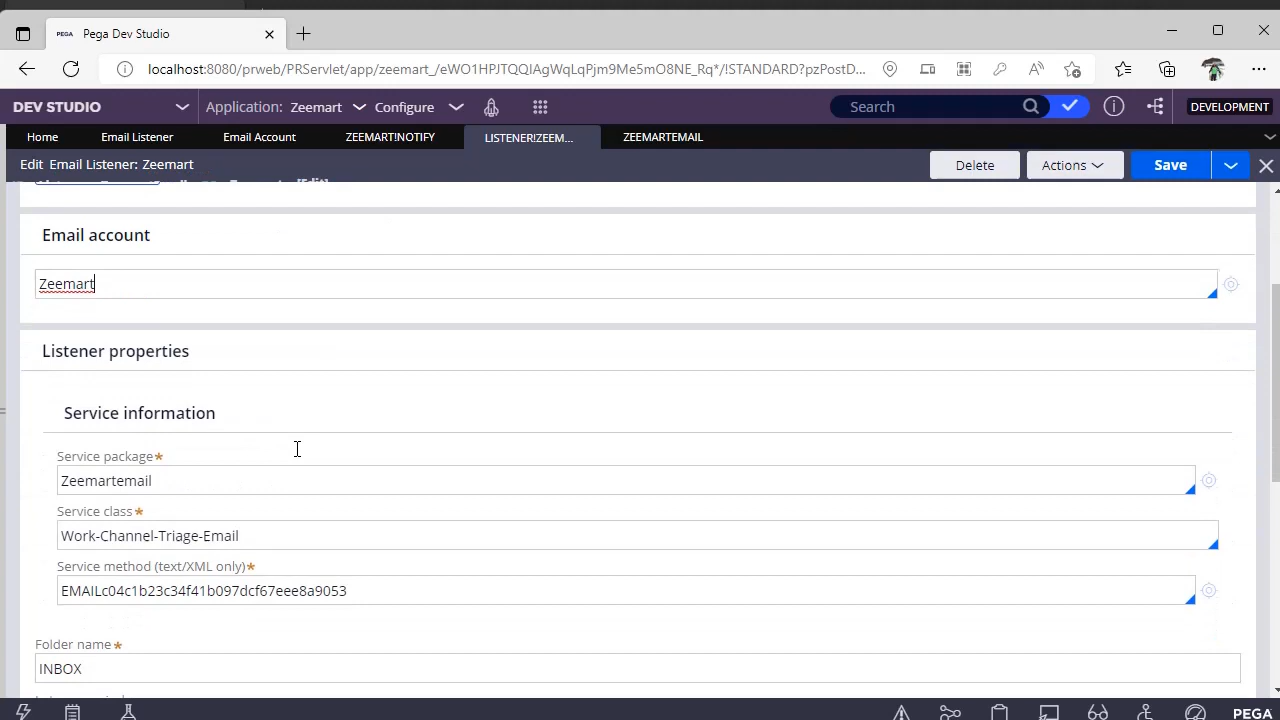 PEGA Pega Dev Studio
localhost:8080/prweb/PRServlet/app/zeemart_/eWO1HPJTQQIAgWqLqPjm9Me5mO8NE_Rq*/!STANDARD?pzPostD...
DEV STUDIO Application: Zeemart Configure Search DEVELOPMENT
Home Email Listener Email Account ZEEMART!NOTIFY LISTENER!ZEEM... ZEEMARTEMAIL
Edit Email Listener: Zeemart Delete Actions Save
Email account
Zeemart
Listener properties
Service information
Service package*
Zeemartemail
Service class*
Work-Channel-Triage-Email
Service method (text/XML only)*
EMAILc04c1b23c34f41b097dcf67eee8a9053
Folder name*
INBOX
PEGA